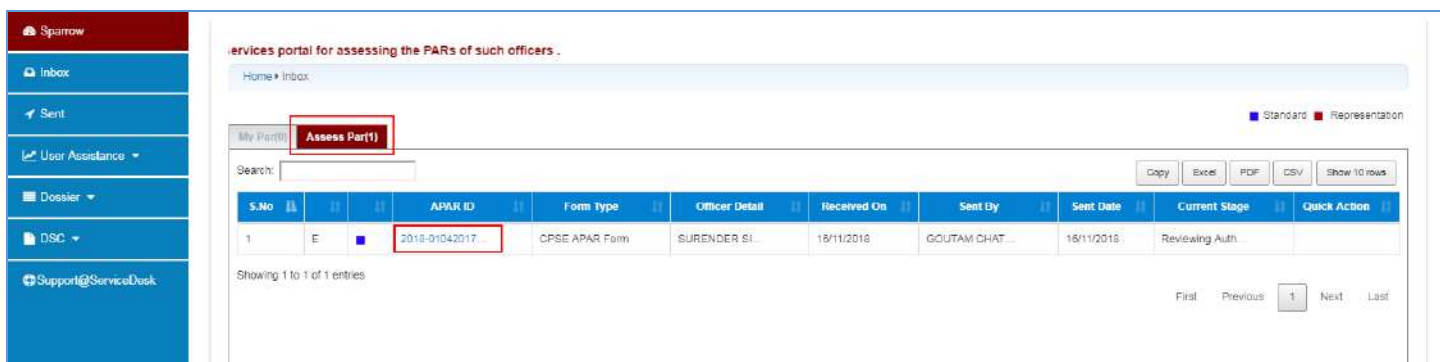 Sparrow
Inbox
Sent
User Assistance
Dossier
DSC
Support@ServiceDesk
ervices portal for assessing the PARs of such officers .
Home Inbox
Standard Representation
My Par(0) Assess Par(1)
Search:
Copy Excel PDF CSV Show 10 rows
S.No APAR ID Form Type Officer Detail Received On Sent By Sent Date Current Stage Quick Action
1 E 2018-01042017... CPSE APAR Form SURENDER SI... 16/11/2018 GOUTAM CHAT... 16/11/2018 Reviewing Auth...
Showing 1 to 1 of 1 entries
First Previous 1 Next Last